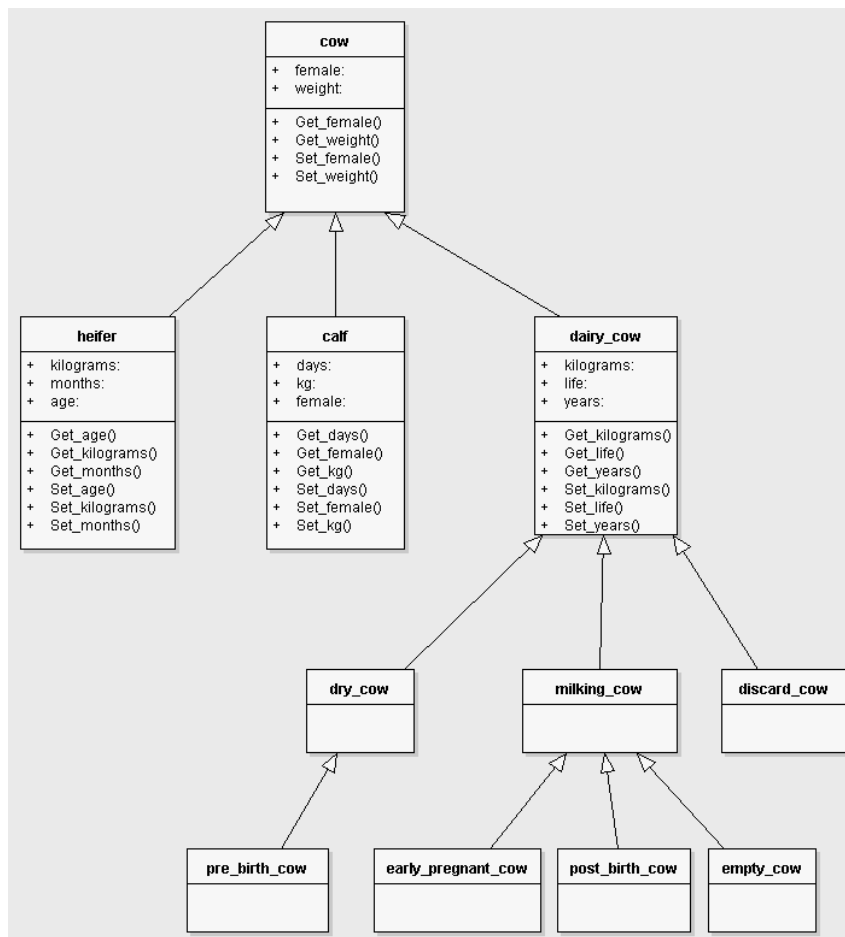 cow
+ female:
+ weight:
+ Get_female()
+ Get_weight()
+ Set_female()
+ Set_weight()
heifer
+ kilograms:
+ months:
+ age:
+ Get_age()
+ Get_kilograms()
+ Get_months()
+ Set_age()
+ Set_kilograms()
+ Set_months()
calf
+ days:
+ kg:
+ female:
+ Get_days()
+ Get_female()
+ Get_kg()
+ Set_days()
+ Set_female()
+ Set_kg()
dairy_cow
+ kilograms:
+ life:
+ years:
+ Get_kilograms()
+ Get_life()
+ Get_years()
+ Set_kilograms()
+ Set_life()
+ Set_years()
dry_cow
milking_cow
discard_cow
pre_birth_cow
early_pregnant_cow
post_birth_cow
empty_cow